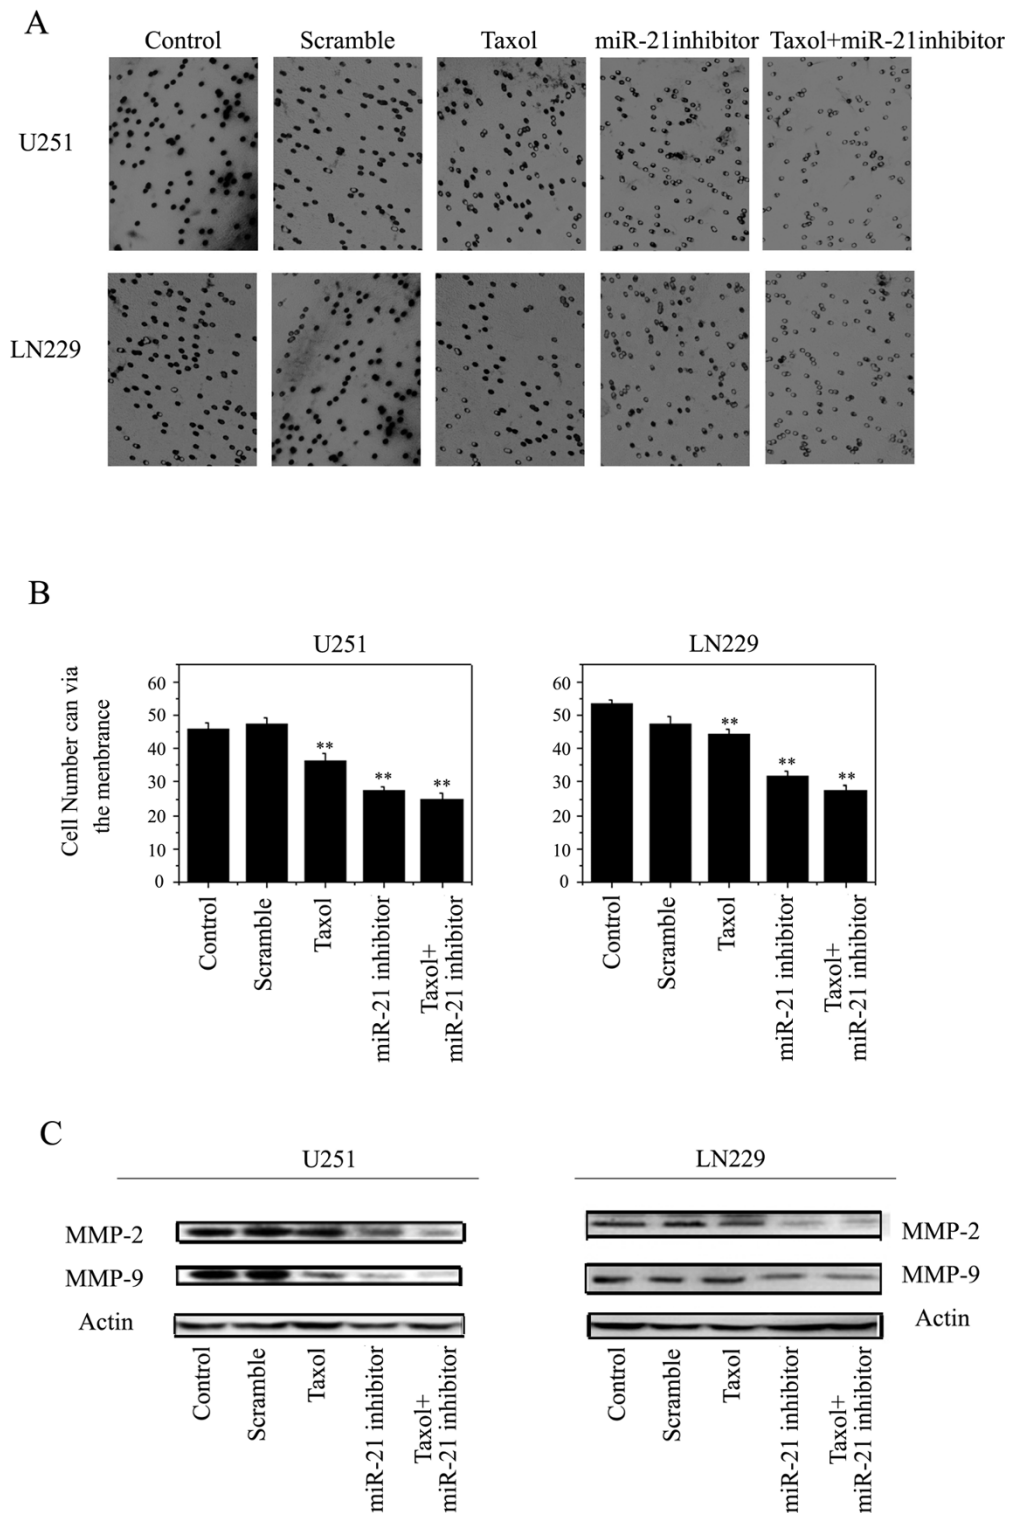 A
Control Scramble Taxol miR-21inhibitor Taxol+miR-21inhibitor
U251
LN229
B
U251
Cell Number can via
the menbrance
60
50
40
30
20
10
0
**
**
**
Control
Scramble
Taxol
miR-21 inhibitor
Taxol+
miR-21 inhibitor
LN229
60
50
40
30
20
10
0
**
**
**
Control
Scramble
Taxol
miR-21 inhibitor
Taxol+
miR-21 inhibitor
C
U251
MMP-2
MMP-9
Actin
Control
Scramble
Taxol
miR-21 inhibitor
Taxol+
miR-21 inhibitor
LN229
MMP-2
MMP-9
Actin
Control
Scramble
Taxol
miR-21 inhibitor
Taxol+
miR-21 inhibitor